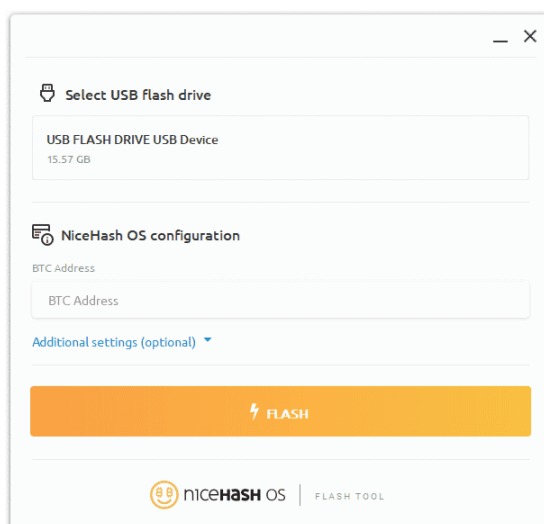 Select USB flash drive
USB FLASH DRIVE USB Device
15.57 GB
NiceHash OS configuration
BTC Address
BTC Address
Additional settings (optional)
FLASH
nıceHasH OS | FLASH TOOL